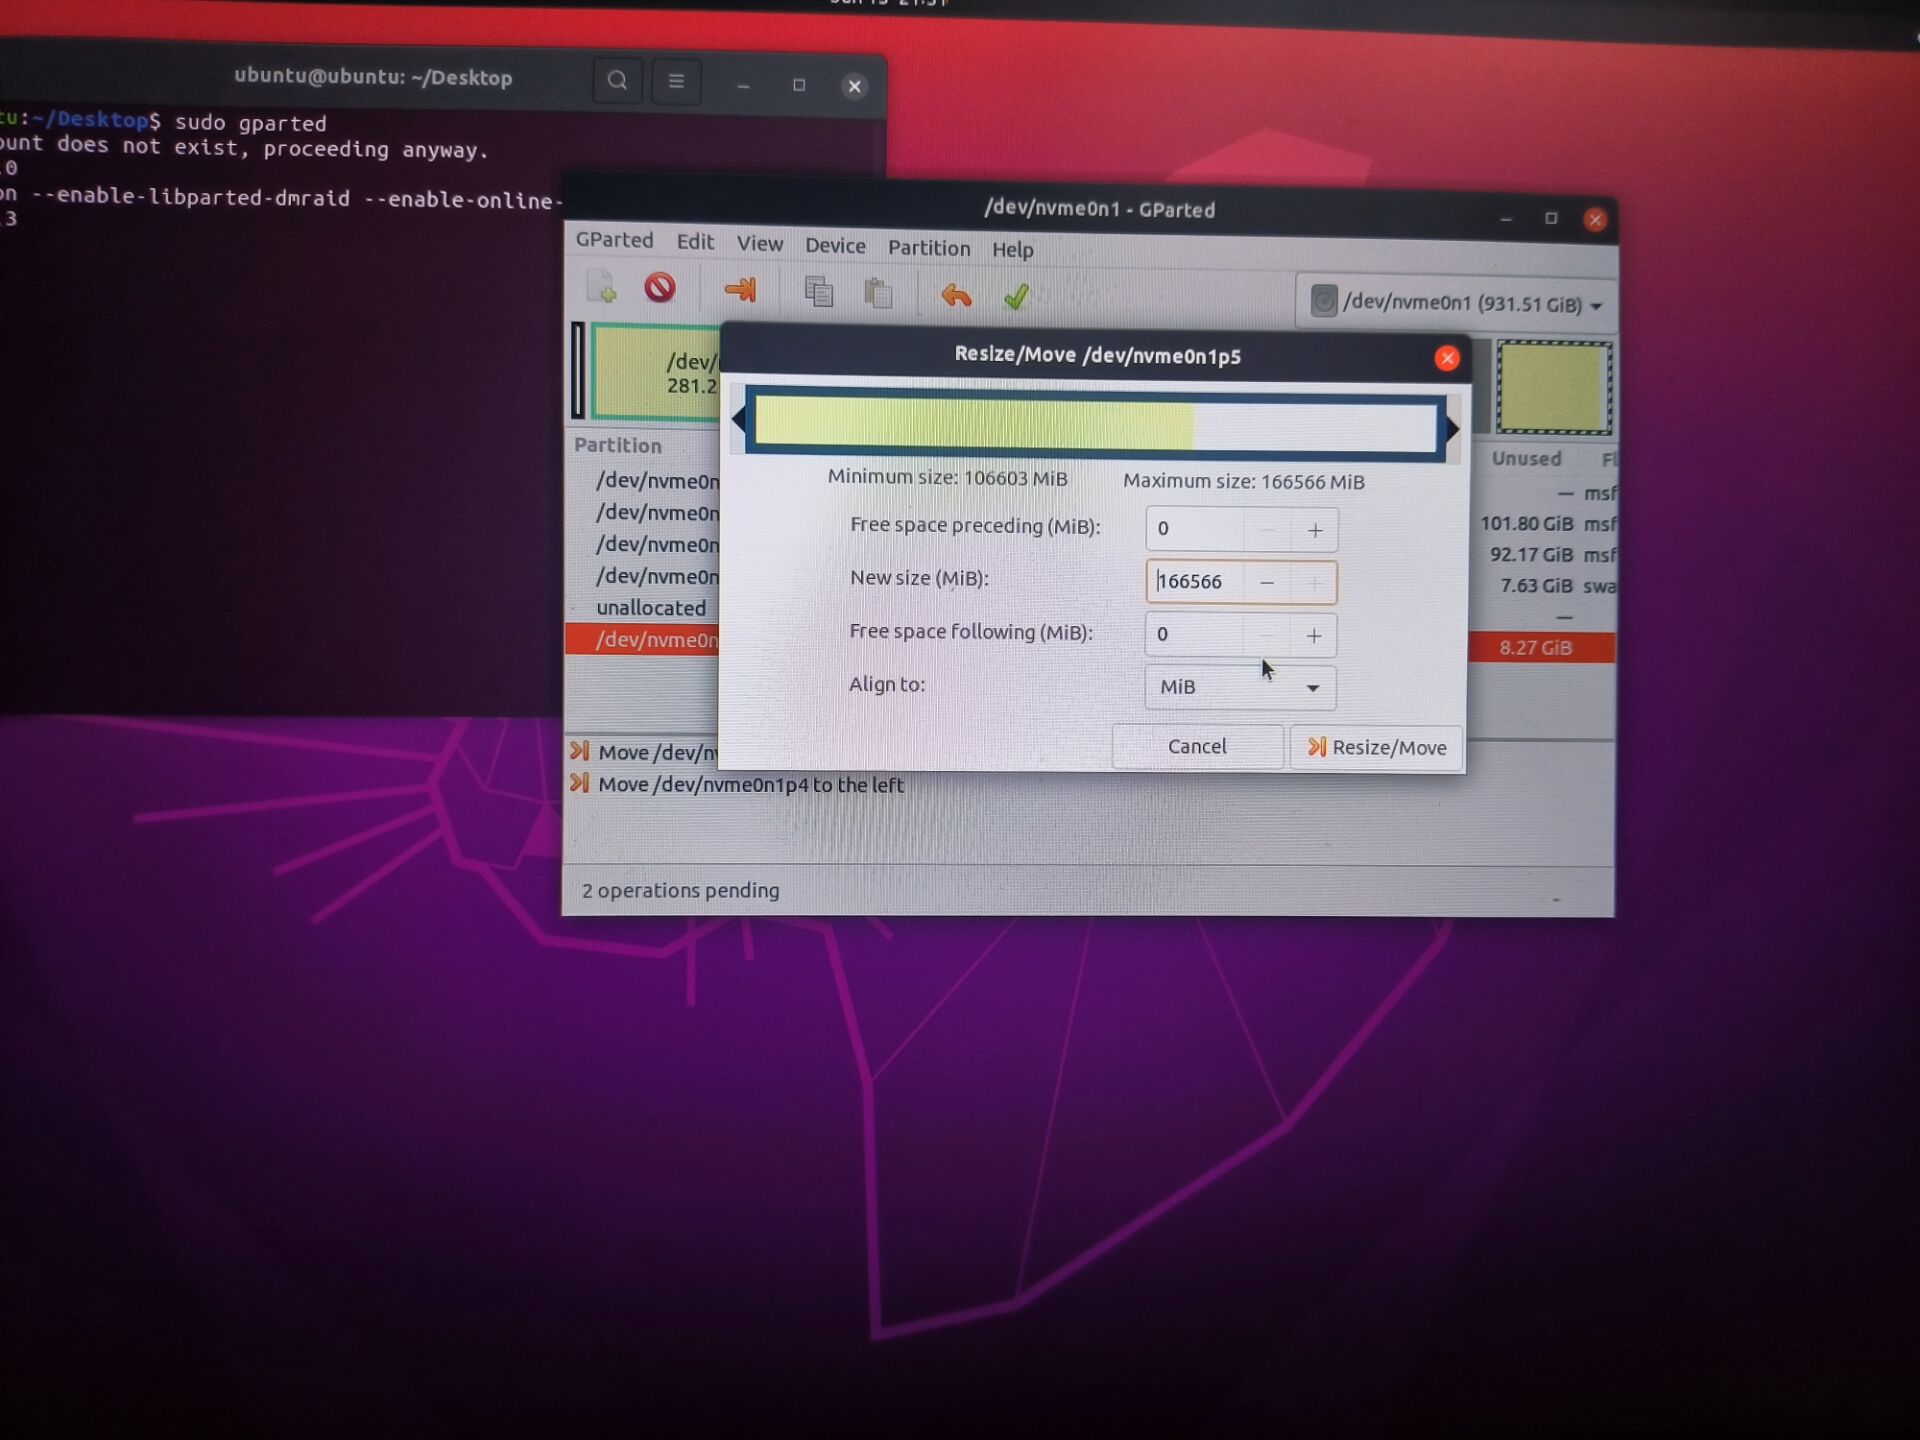 ubuntu@ubuntu: ~/Desktop
tu:~/Desktop$ sudo gparted
ount does not exist, proceeding anyway.
.0
on --enable-libparted-dmraid --enable-online-
.3
/dev/nvme0n1 - GParted
GParted Edit View Device Partition Help
/dev/nvme0n1 (931.51 GiB)
/dev/
281.2
Resize/Move /dev/nvme0n1p5
Minimum size: 106603 MiB Maximum size: 166566 MiB
Free space preceding (MiB): 0
New size (MiB): 166566
Free space following (MiB): 0
Align to: MiB
Cancel Resize/Move
Partition Unused Fl
/dev/nvme0n — msf
/dev/nvme0n 101.80 GiB msf
/dev/nvme0n 92.17 GiB msf
/dev/nvme0n 7.63 GiB swa
unallocated —
/dev/nvme0n 8.27 GiB
Move /dev/nv
Move /dev/nvme0n1p4 to the left
2 operations pending